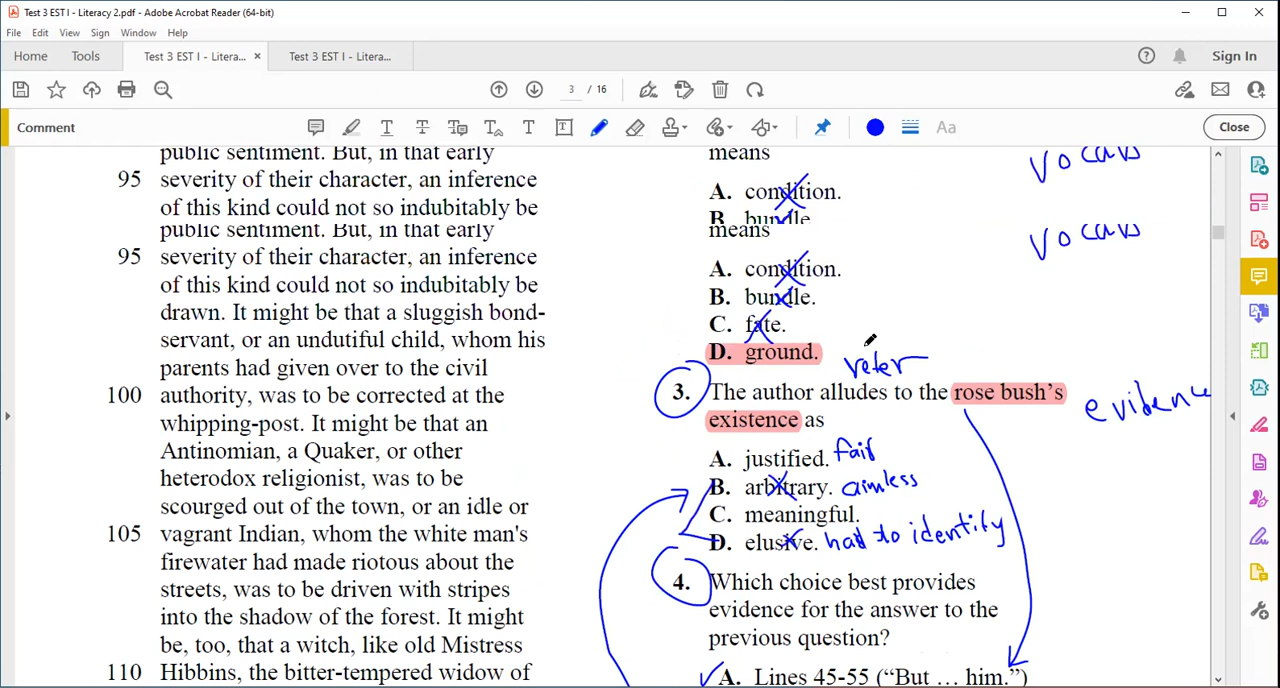 Test 3 EST I - Literacy 2.pdf - Adobe Acrobat Reader (64-bit)
File Edit View Sign Window Help
Home Tools Test 3 EST I - Litera... × Test 3 EST I - Litera... Sign In
3 / 16
Comment Aa Close
public sentiment. But, in that early
95 severity of their character, an inference
of this kind could not so indubitably be
public sentiment. But, in that early
95 severity of their character, an inference
of this kind could not so indubitably be
drawn. It might be that a sluggish bond-
servant, or an undutiful child, whom his
parents had given over to the civil
100 authority, was to be corrected at the
whipping-post. It might be that an
Antinomian, a Quaker, or other
heterodox religionist, was to be
scourged out of the town, or an idle or
105 vagrant Indian, whom the white man's
firewater had made riotous about the
streets, was to be driven with stripes
into the shadow of the forest. It might
be, too, that a witch, like old Mistress
110 Hibbins, the bitter-tempered widow of
means
vocab
A. condition.
B. bundle
means
vocab
A. condition.
B. bundle.
C. fate.
D. ground.
refer
3. The author alludes to the rose bush's
existence as
evidence
A. justified. fair
B. arbitrary. aimless
C. meaningful.
D. elusive. had to identify
4. Which choice best provides
evidence for the answer to the
previous question?
A. Lines 45-55 (“But ... him.”)